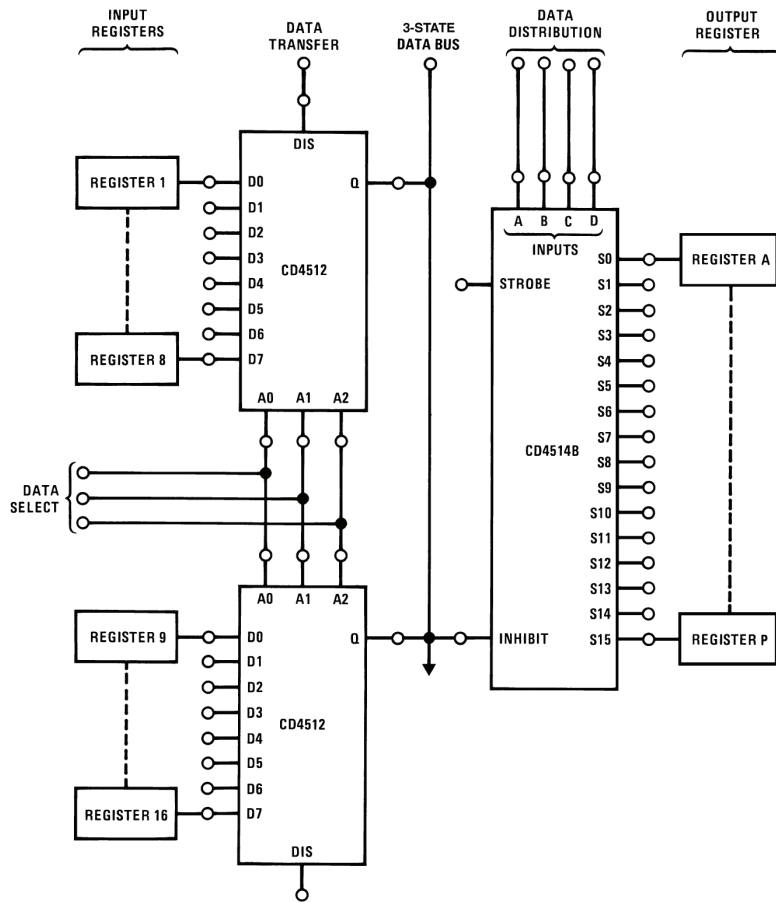 INPUT
REGISTERS
DATA
TRANSFER
3-STATE
DATA BUS
DATA
DISTRIBUTION
OUTPUT
REGISTER
DIS
REGISTER 1
D0
Q
D1
D2
D3
CD4512
D4
D5
D6
REGISTER 8
D7
A0 A1 A2
DATA
SELECT
A0 A1 A2
REGISTER 9
D0
Q
D1
D2
D3
CD4512
D4
D5
D6
REGISTER 16
D7
DIS
A B C D
INPUTS
STROBE
CD4514B
INHIBIT
S0
S1
S2
S3
S4
S5
S6
S7
S8
S9
S10
S11
S12
S13
S14
S15
REGISTER A
REGISTER P